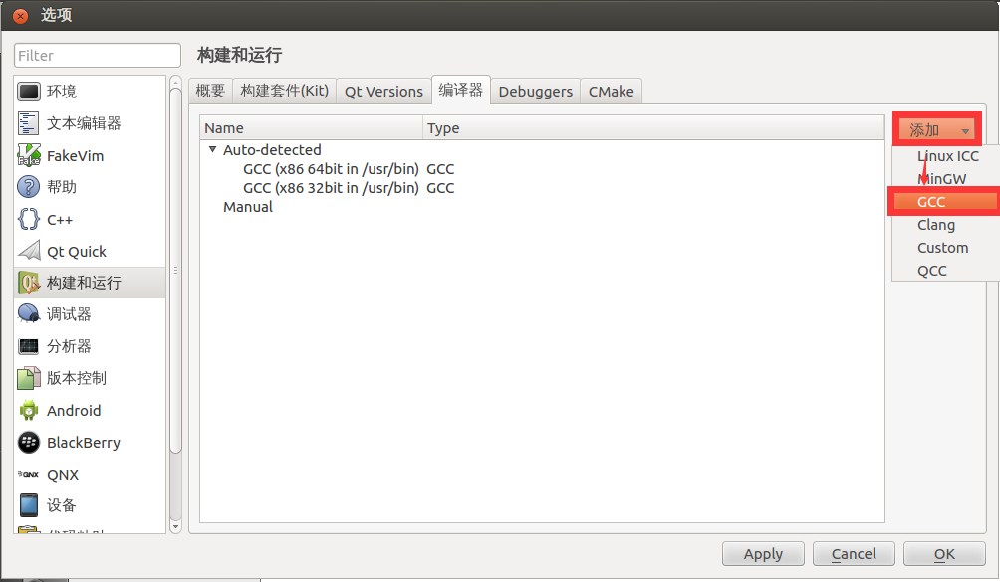 选项
Filter
环境
文本编辑器
FakeVim
帮助
C++
Qt Quick
构建和运行
调试器
分析器
版本控制
Android
BlackBerry
QNX
设备
构建和运行
概要 构建套件(Kit) Qt Versions 编译器 Debuggers CMake
Name Type
Auto-detected
GCC (x86 64bit in /usr/bin) GCC
GCC (x86 32bit in /usr/bin) GCC
Manual
添加
Linux ICC
MinGW
GCC
Clang
Custom
QCC
Apply Cancel OK